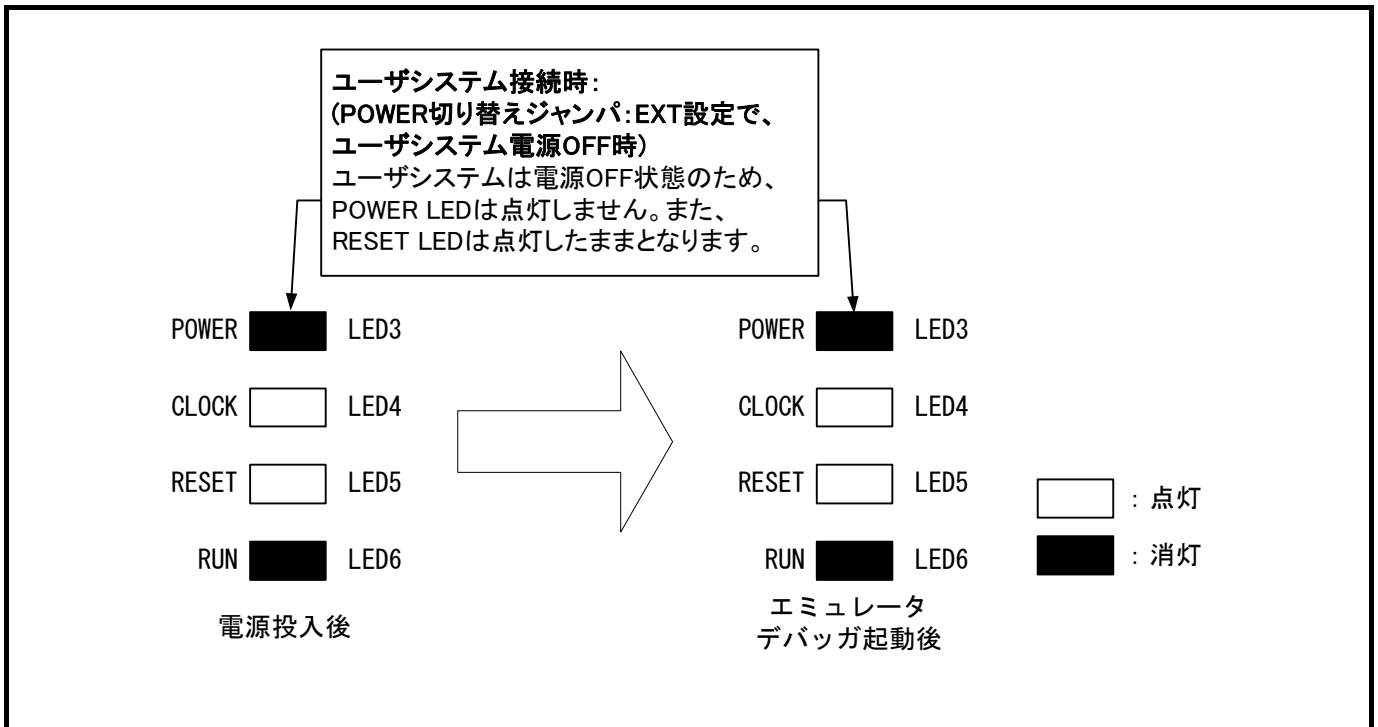 ユーザシステム接続時:
(POWER切り替えジャンパ:EXT設定で、
ユーザシステム電源OFF時)
ユーザシステムは電源OFF状態のため、
POWER LEDは点灯しません。また、
RESET LEDは点灯したままとなります。
POWER LED3
CLOCK LED4
RESET LED5
RUN LED6
電源投入後
POWER LED3
CLOCK LED4
RESET LED5
RUN LED6
エミュレータ
デバッガ起動後
:点灯
:消灯